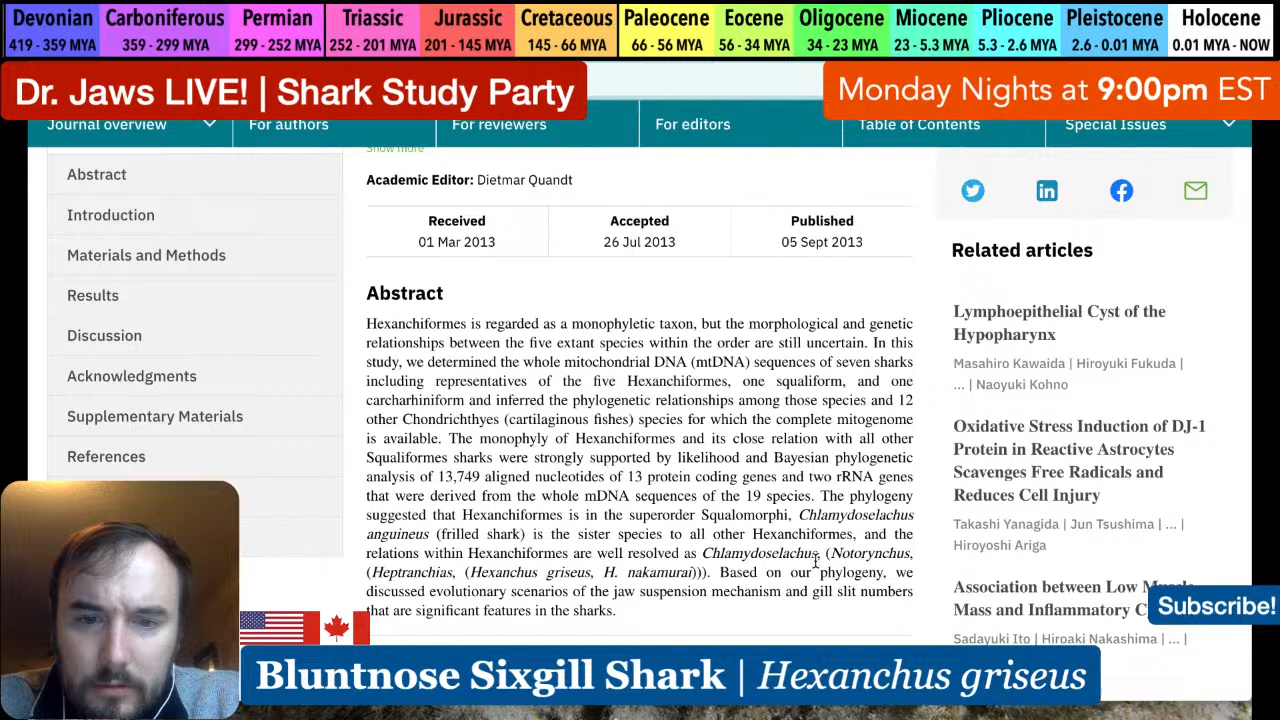 Devonian Carboniferous Permian Triassic Jurassic Cretaceous Paleocene Eocene Oligocene Miocene Pliocene Pleistocene Holocene
419 - 359 MYA 359 - 299 MYA 299 - 252 MYA 252 - 201 MYA 201 - 145 MYA 145 - 66 MYA 66 - 56 MYA 56 - 34 MYA 34 - 23 MYA 23 - 5.3 MYA 5.3 - 2.6 MYA 2.6 - 0.01 MYA 0.01 MYA - NOW
Dr. Jaws LIVE! | Shark Study Party
Monday Nights at 9:00pm EST
Journal overview For authors For reviewers For editors Table of Contents Special Issues
Show more
Abstract
Introduction
Materials and Methods
Results
Discussion
Acknowledgments
Supplementary Materials
References
Academic Editor: Dietmar Quandt
Received Accepted Published
01 Mar 2013 26 Jul 2013 05 Sept 2013
Abstract
Hexanchiformes is regarded as a monophyletic taxon, but the morphological and genetic
relationships between the five extant species within the order are still uncertain. In this
study, we determined the whole mitochondrial DNA (mtDNA) sequences of seven sharks
including representatives of the five Hexanchiformes, one squaliform, and one
carcharhiniform and inferred the phylogenetic relationships among those species and 12
other Chondrichthyes (cartilaginous fishes) species for which the complete mitogenome
is available. The monophyly of Hexanchiformes and its close relation with all other
Squaliformes sharks were strongly supported by likelihood and Bayesian phylogenetic
analysis of 13,749 aligned nucleotides of 13 protein coding genes and two rRNA genes
that were derived from the whole mDNA sequences of the 19 species. The phylogeny
suggested that Hexanchiformes is in the superorder Squalomorphi, Chlamydoselachus
anguineus (frilled shark) is the sister species to all other Hexanchiformes, and the
relations within Hexanchiformes are well resolved as Chlamydoselachus, (Notorynchus,
(Heptranchias, (Hexanchus griseus, H. nakamurai))). Based on our phylogeny, we
discussed evolutionary scenarios of the jaw suspension mechanism and gill slit numbers
that are significant features in the sharks.
Related articles
Lymphoepithelial Cyst of the
Hypopharynx
Masahiro Kawaida | Hiroyuki Fukuda |
... | Naoyuki Kohno
Oxidative Stress Induction of DJ-1
Protein in Reactive Astrocytes
Scavenges Free Radicals and
Reduces Cell Injury
Takashi Yanagida | Jun Tsushima | ... |
Hiroyoshi Ariga
Association between Low Muscle
Mass and Inflammatory
Sadayuki Ito | Hiroaki Nakashima | ... |
Subscribe!
Bluntnose Sixgill Shark | Hexanchus griseus